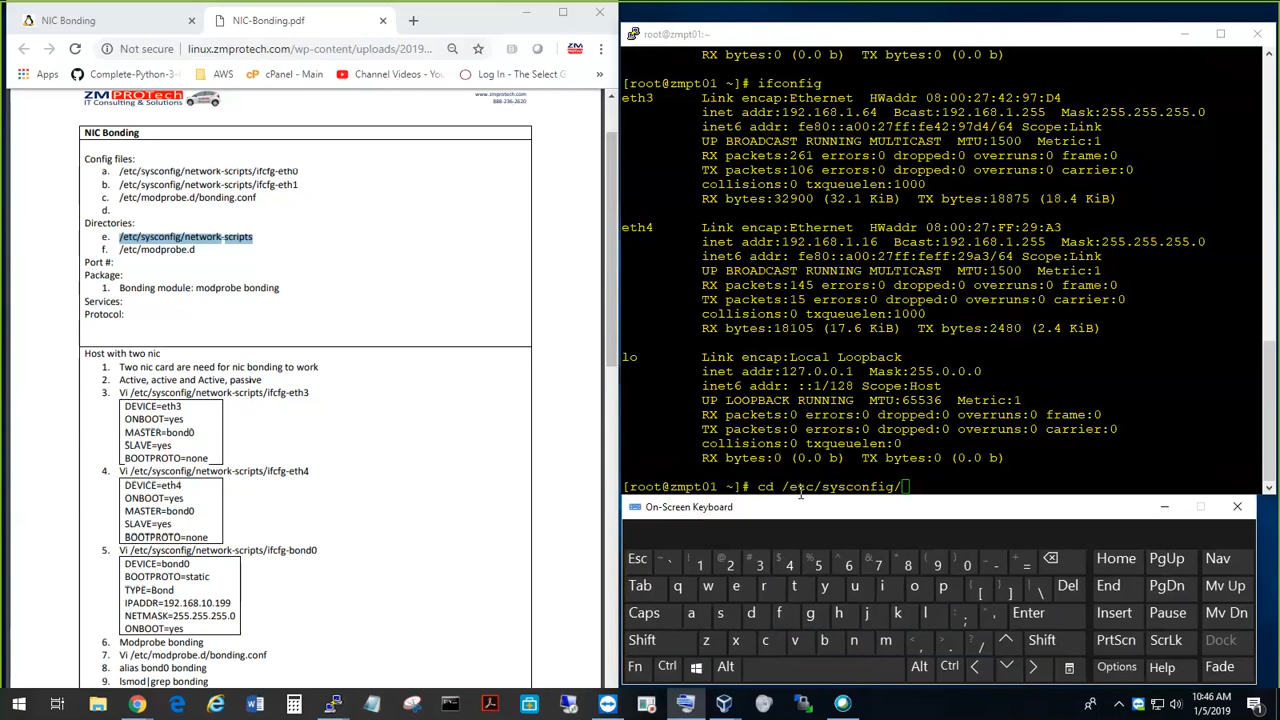 NIC Bonding
NIC-Bonding.pdf
Not secure
linux.zmprotech.com/wp-content/uploads/2019...
Apps
Complete-Python-3-
AWS
cPanel - Main
Channel Videos - Yo
Log In - The Select G
ZM PROTech
IT Consulting & Solutions
www.zmprotech.com
888-236-2620
NIC Bonding
Config files:
a. /etc/sysconfig/network-scripts/ifcfg-eth0
b. /etc/sysconfig/network-scripts/ifcfg-eth1
c. /etc/modprobe.d/bonding.conf
d.
Directories:
e. /etc/sysconfig/network-scripts
f. /etc/modprobe.d
Port #:
Package:
1. Bonding module: modprobe bonding
Services:
Protocol:
Host with two nic
1. Two nic card are need for nic bonding to work
2. Active, active and Active, passive
3. Vi /etc/sysconfig/network-scripts/ifcfg-eth3
DEVICE=eth3
ONBOOT=yes
MASTER=bond0
SLAVE=yes
BOOTPROTO=none
4. Vi /etc/sysconfig/network-scripts/ifcfg-eth4
DEVICE=eth4
ONBOOT=yes
MASTER=bond0
SLAVE=yes
BOOTPROTO=none
5. Vi /etc/sysconfig/network-scripts/ifcfg-bond0
DEVICE=bond0
BOOTPROTO=static
TYPE=Bond
IPADDR=192.168.10.199
NETMASK=255.255.255.0
ONBOOT=yes
6. Modprobe bonding
7. Vi /etc/modprobe.d/bonding.conf
8. alias bond0 bonding
9. lsmod|grep bonding
root@zmpt01:~
RX bytes:0 (0.0 b) TX bytes:0 (0.0 b)
[root@zmpt01 ~]# ifconfig
eth3 Link encap:Ethernet HWaddr 08:00:27:42:97:D4
inet addr:192.168.1.64 Bcast:192.168.1.255 Mask:255.255.255.0
inet6 addr: fe80::a00:27ff:fe42:97d4/64 Scope:Link
UP BROADCAST RUNNING MULTICAST MTU:1500 Metric:1
RX packets:261 errors:0 dropped:0 overruns:0 frame:0
TX packets:106 errors:0 dropped:0 overruns:0 carrier:0
collisions:0 txqueuelen:1000
RX bytes:32900 (32.1 KiB) TX bytes:18875 (18.4 KiB)
eth4 Link encap:Ethernet HWaddr 08:00:27:FF:29:A3
inet addr:192.168.1.16 Bcast:192.168.1.255 Mask:255.255.255.0
inet6 addr: fe80::a00:27ff:feff:29a3/64 Scope:Link
UP BROADCAST RUNNING MULTICAST MTU:1500 Metric:1
RX packets:145 errors:0 dropped:0 overruns:0 frame:0
TX packets:15 errors:0 dropped:0 overruns:0 carrier:0
collisions:0 txqueuelen:1000
RX bytes:18105 (17.6 KiB) TX bytes:2480 (2.4 KiB)
lo Link encap:Local Loopback
inet addr:127.0.0.1 Mask:255.0.0.0
inet6 addr: ::1/128 Scope:Host
UP LOOPBACK RUNNING MTU:65536 Metric:1
RX packets:0 errors:0 dropped:0 overruns:0 frame:0
TX packets:0 errors:0 dropped:0 overruns:0 carrier:0
collisions:0 txqueuelen:0
RX bytes:0 (0.0 b) TX bytes:0 (0.0 b)
[root@zmpt01 ~]# cd /etc/sysconfig/
On-Screen Keyboard
Esc ~ ` ! 1 @ 2 # 3 $ 4 % 5 ^ 6 & 7 * 8 ( 9 ) 0 _ - + = Home PgUp Nav
Tab q w e r t y u i o p { [ } ] | \ Del End PgDn Mv Up
Caps a s d f g h j k l : ; " ' Enter Insert Pause Mv Dn
Shift z x c v b n m < , > . ? / Shift PrtScn ScrLk Dock
Fn Ctrl Alt Alt Ctrl Options Help Fade
10:46 AM
1/5/2019